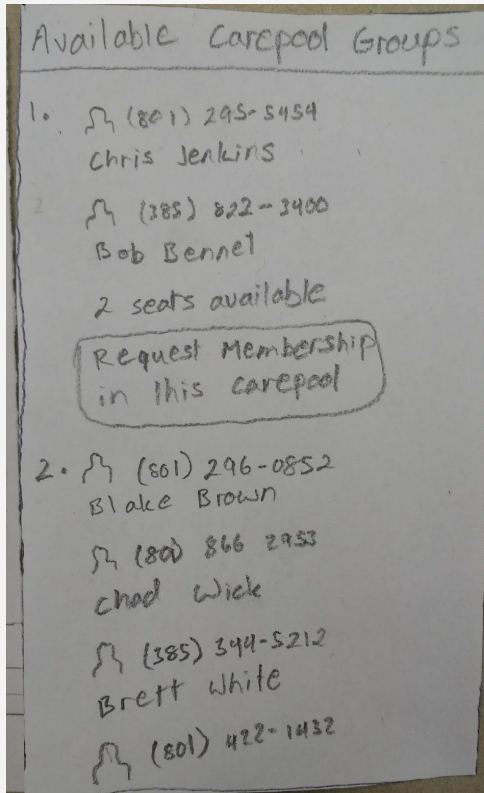 Available Carepool Groups
1. (801) 295-5454
Chris Jenkins
(385) 822-3400
Bob Bennet
2 seats available
Request Membership
in this carepool
2. (801) 296-0852
Blake Brown
(801) 866 2953
Chad Wick
(385) 344-5212
Brett White
(801) 422-1432